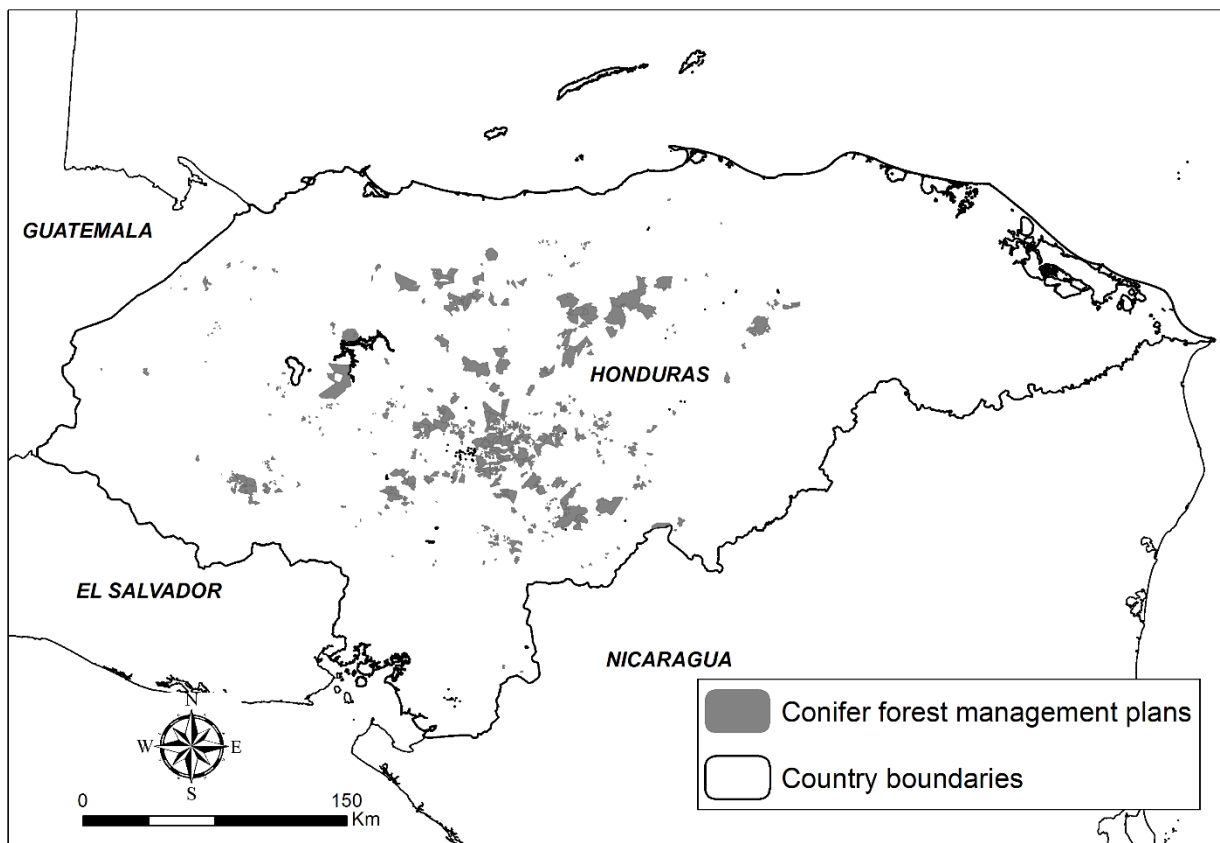 GUATEMALA
HONDURAS
EL SALVADOR
NICARAGUA
N
W E
S
0 150
Km
Conifer forest management plans
Country boundaries